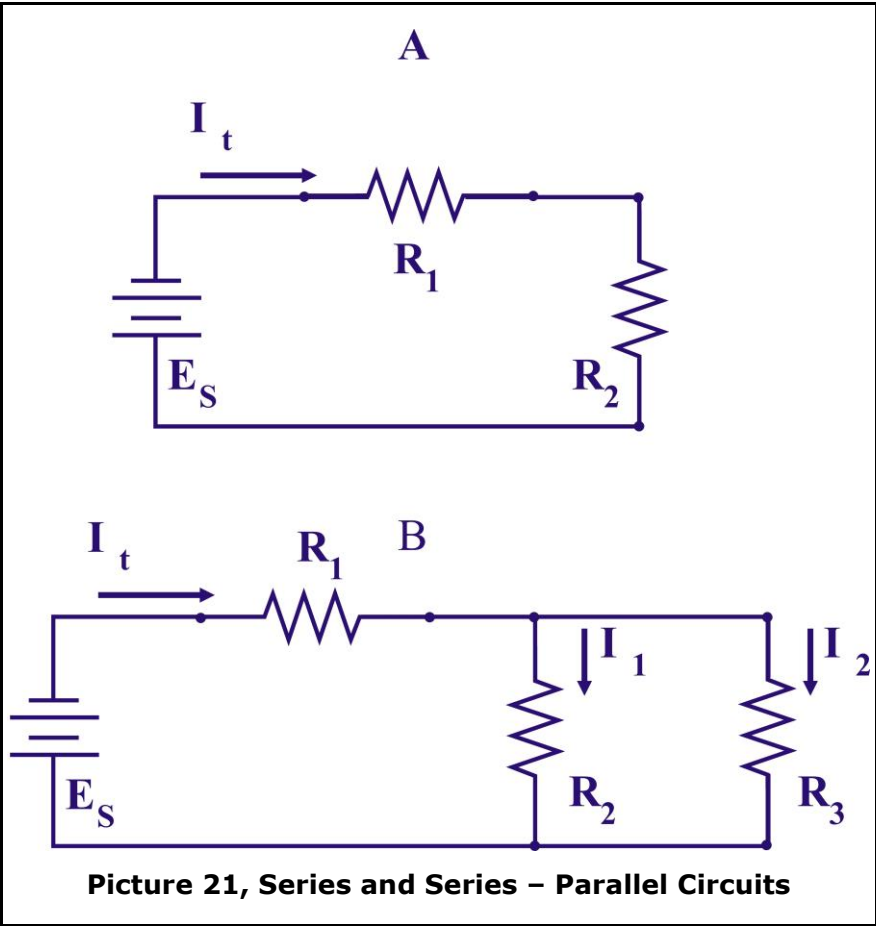 A
I t
R1
ES
R2
I t
R1
B
I 1
I 2
ES
R2
R3
Picture 21, Series and Series – Parallel Circuits